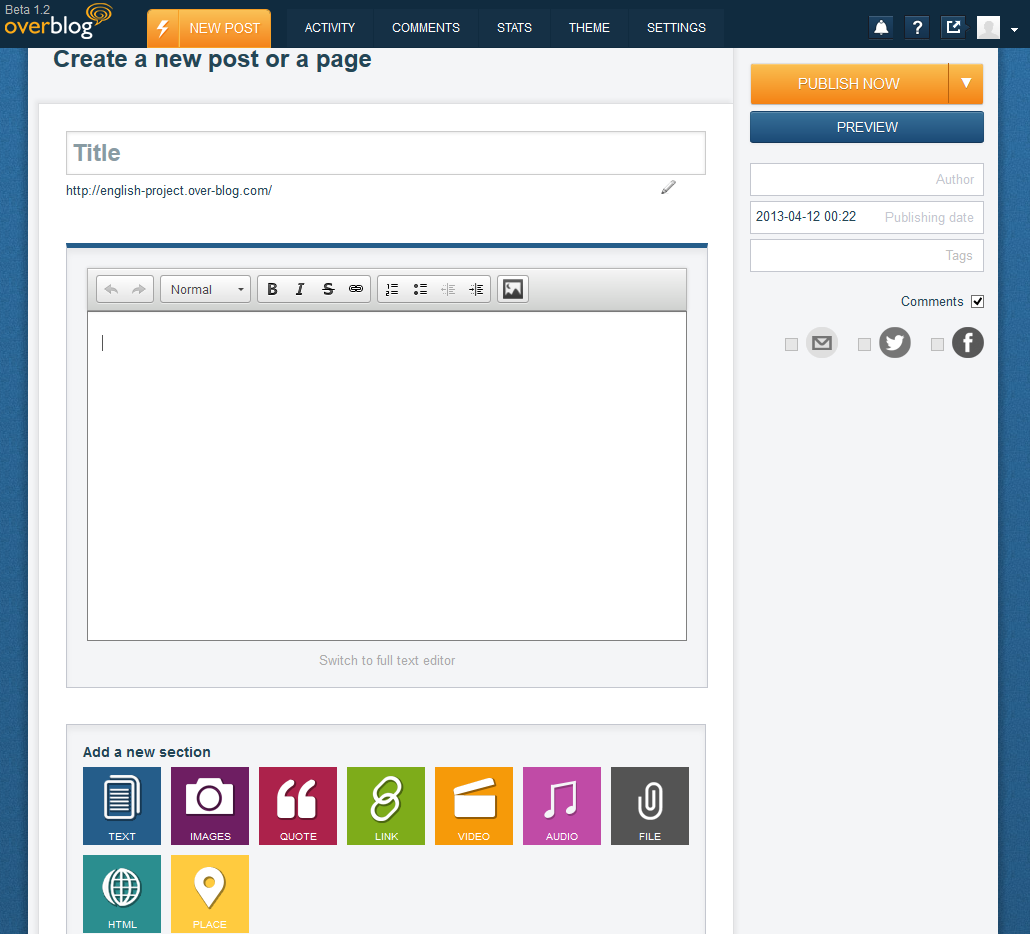 Beta 1.2
overblog
NEW POST
ACTIVITY
COMMENTS
STATS
THEME
SETTINGS
?
Create a new post or a page
PUBLISH NOW
PREVIEW
Title
http://english-project.over-blog.com/
Author
2013-04-12 00:22 Publishing date
Tags
Comments
Normal
B I S
Switch to full text editor
Add a new section
TEXT
IMAGES
QUOTE
LINK
VIDEO
AUDIO
FILE
HTML
PLACE